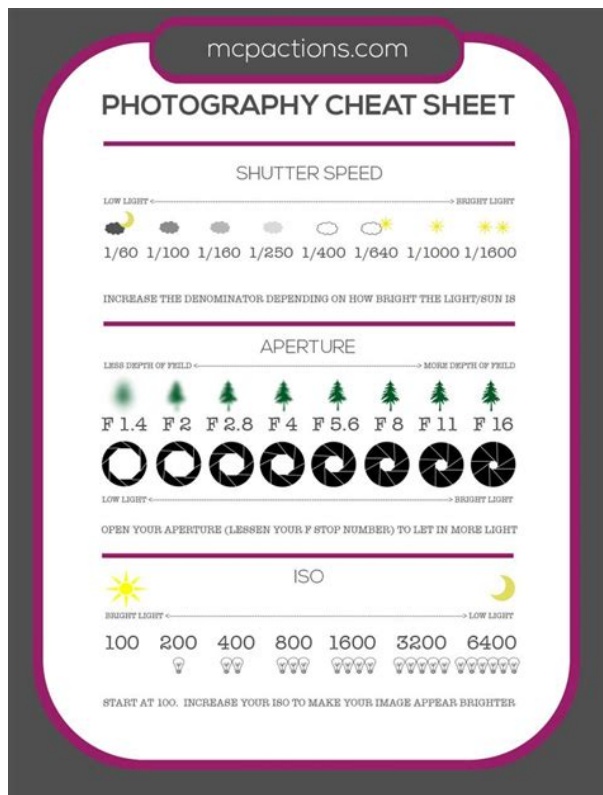 mcpactions.com
PHOTOGRAPHY CHEAT SHEET
SHUTTER SPEED
LOW LIGHT BRIGHT LIGHT
1/60 1/100 1/160 1/250 1/400 1/640 1/1000 1/1600
INCREASE THE DENOMINATOR DEPENDING ON HOW BRIGHT THE LIGHT/SUN IS
APERTURE
LESS DEPTH OF FEILD MORE DEPTH OF FEILD
F 1.4 F 2 F 2.8 F 4 F 5.6 F 8 F 11 F 16
LOW LIGHT BRIGHT LIGHT
OPEN YOUR APERTURE (LESSEN YOUR F STOP NUMBER) TO LET IN MORE LIGHT
ISO
BRIGHT LIGHT LOW LIGHT
100 200 400 800 1600 3200 6400
START AT 100. INCREASE YOUR ISO TO MAKE YOUR IMAGE APPEAR BRIGHTER